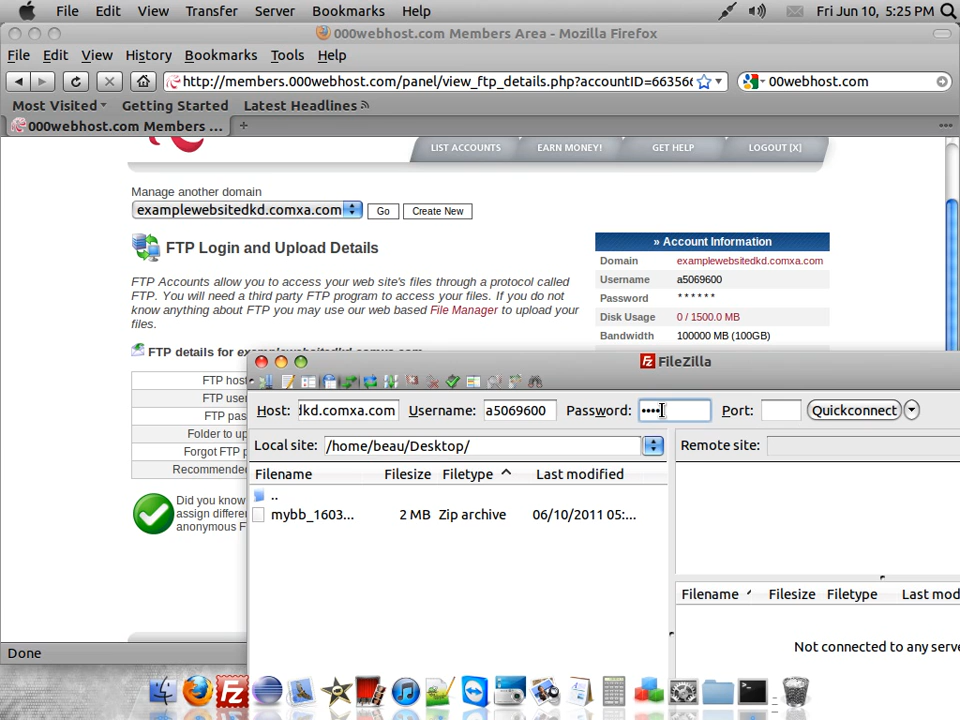 File Edit View Transfer Server Bookmarks Help Fri Jun 10, 5:25 PM
000webhost.com Members Area - Mozilla Firefox
File Edit View History Bookmarks Tools Help
http://members.000webhost.com/panel/view_ftp_details.php?accountID=66356 00webhost.com
Most Visited Getting Started Latest Headlines
000webhost.com Members ...
LIST ACCOUNTS EARN MONEY! GET HELP LOGOUT [X]
Manage another domain
examplewebsitedkd.comxa.com Go Create New
FTP Login and Upload Details
» Account Information
Domain examplewebsitedkd.comxa.com
FTP Accounts allow you to access your web site's files through a protocol called
FTP. You will need a third party FTP program to access your files. If you do not
know anything about FTP you may use our web based File Manager to upload your
files.
Username a5069600
Password ******
Disk Usage 0 / 1500.0 MB
Bandwidth 100000 MB (100GB)
FTP details for examplewebsitedkd.comxa.com
FTP hos
FTP use
FTP pas
Folder to up
Forgot FTP p
Recommended
Did you know
assign differe
anonymous F
FileZilla
Host: dkd.comxa.com Username: a5069600 Password: •••• Port: Quickconnect
Local site: /home/beau/Desktop/ Remote site:
Filename Filesize Filetype Last modified
..
mybb_1603... 2 MB Zip archive 06/10/2011 05:...
Filename Filesize Filetype Last mod
Not connected to any serve
Done